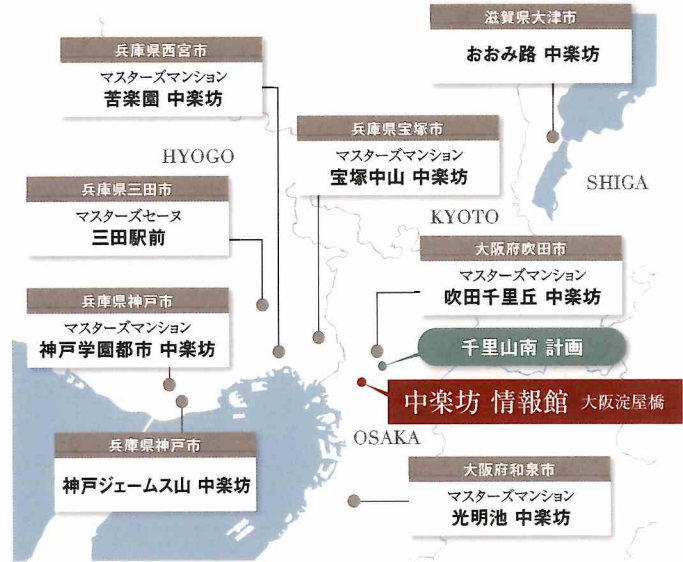 滋賀県大津市
おおみ路 中楽坊
兵庫県西宮市
マスターズマンション
苦楽園 中楽坊
兵庫県宝塚市
マスターズマンション
宝塚中山 中楽坊
HYOGO
SHIGA
兵庫県三田市
マスターズセーヌ
三田駅前
KYOTO
大阪府吹田市
マスターズマンション
吹田千里丘 中楽坊
兵庫県神戸市
マスターズマンション
神戸学園都市 中楽坊
千里山南 計画
中楽坊 情報館 大阪淀屋橋
OSAKA
兵庫県神戸市
神戸ジェームス山 中楽坊
大阪府和泉市
マスターズマンション
光明池 中楽坊